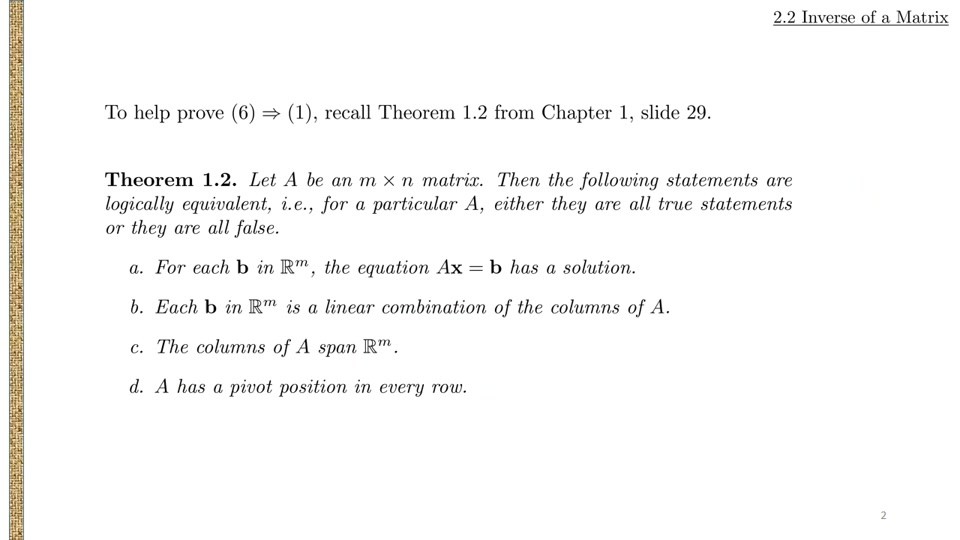 2.2 Inverse of a Matrix
To help prove (6) ⇒ (1), recall Theorem 1.2 from Chapter 1, slide 29.
Theorem 1.2. Let A be an m × n matrix. Then the following statements are
logically equivalent, i.e., for a particular A, either they are all true statements
or they are all false.
a. For each b in ℝᵐ, the equation Ax = b has a solution.
b. Each b in ℝᵐ is a linear combination of the columns of A.
c. The columns of A span ℝᵐ.
d. A has a pivot position in every row.
2